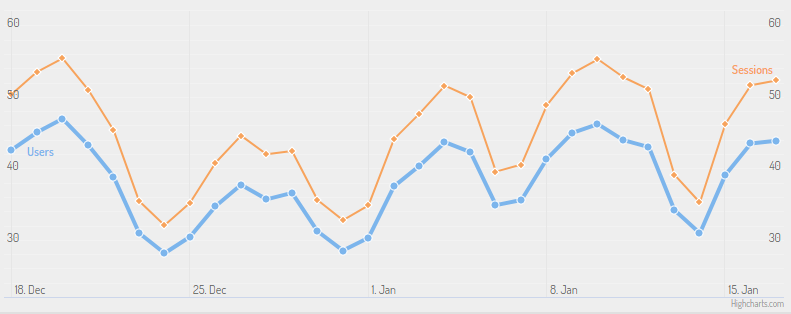 60 60
Sessions
50 50
Users
40 40
30 30
18. Dec 25. Dec 1. Jan 8. Jan 15. Jan
Highcharts.com